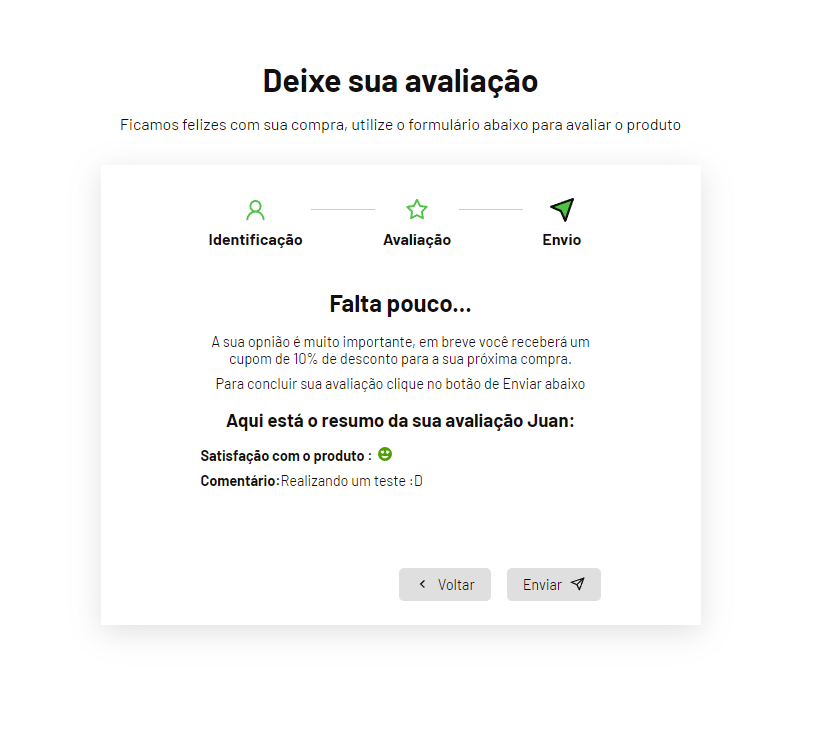 Deixe sua avaliação
Ficamos felizes com sua compra, utilize o formulário abaixo para avaliar o produto
Identificação Avaliação Envio
Falta pouco...
A sua opnião é muito importante, em breve você receberá um
cupom de 10% de desconto para a sua próxima compra.
Para concluir sua avaliação clique no botão de Enviar abaixo
Aqui está o resumo da sua avaliação Juan:
Satisfação com o produto :
Comentário:Realizando um teste :D
Voltar Enviar